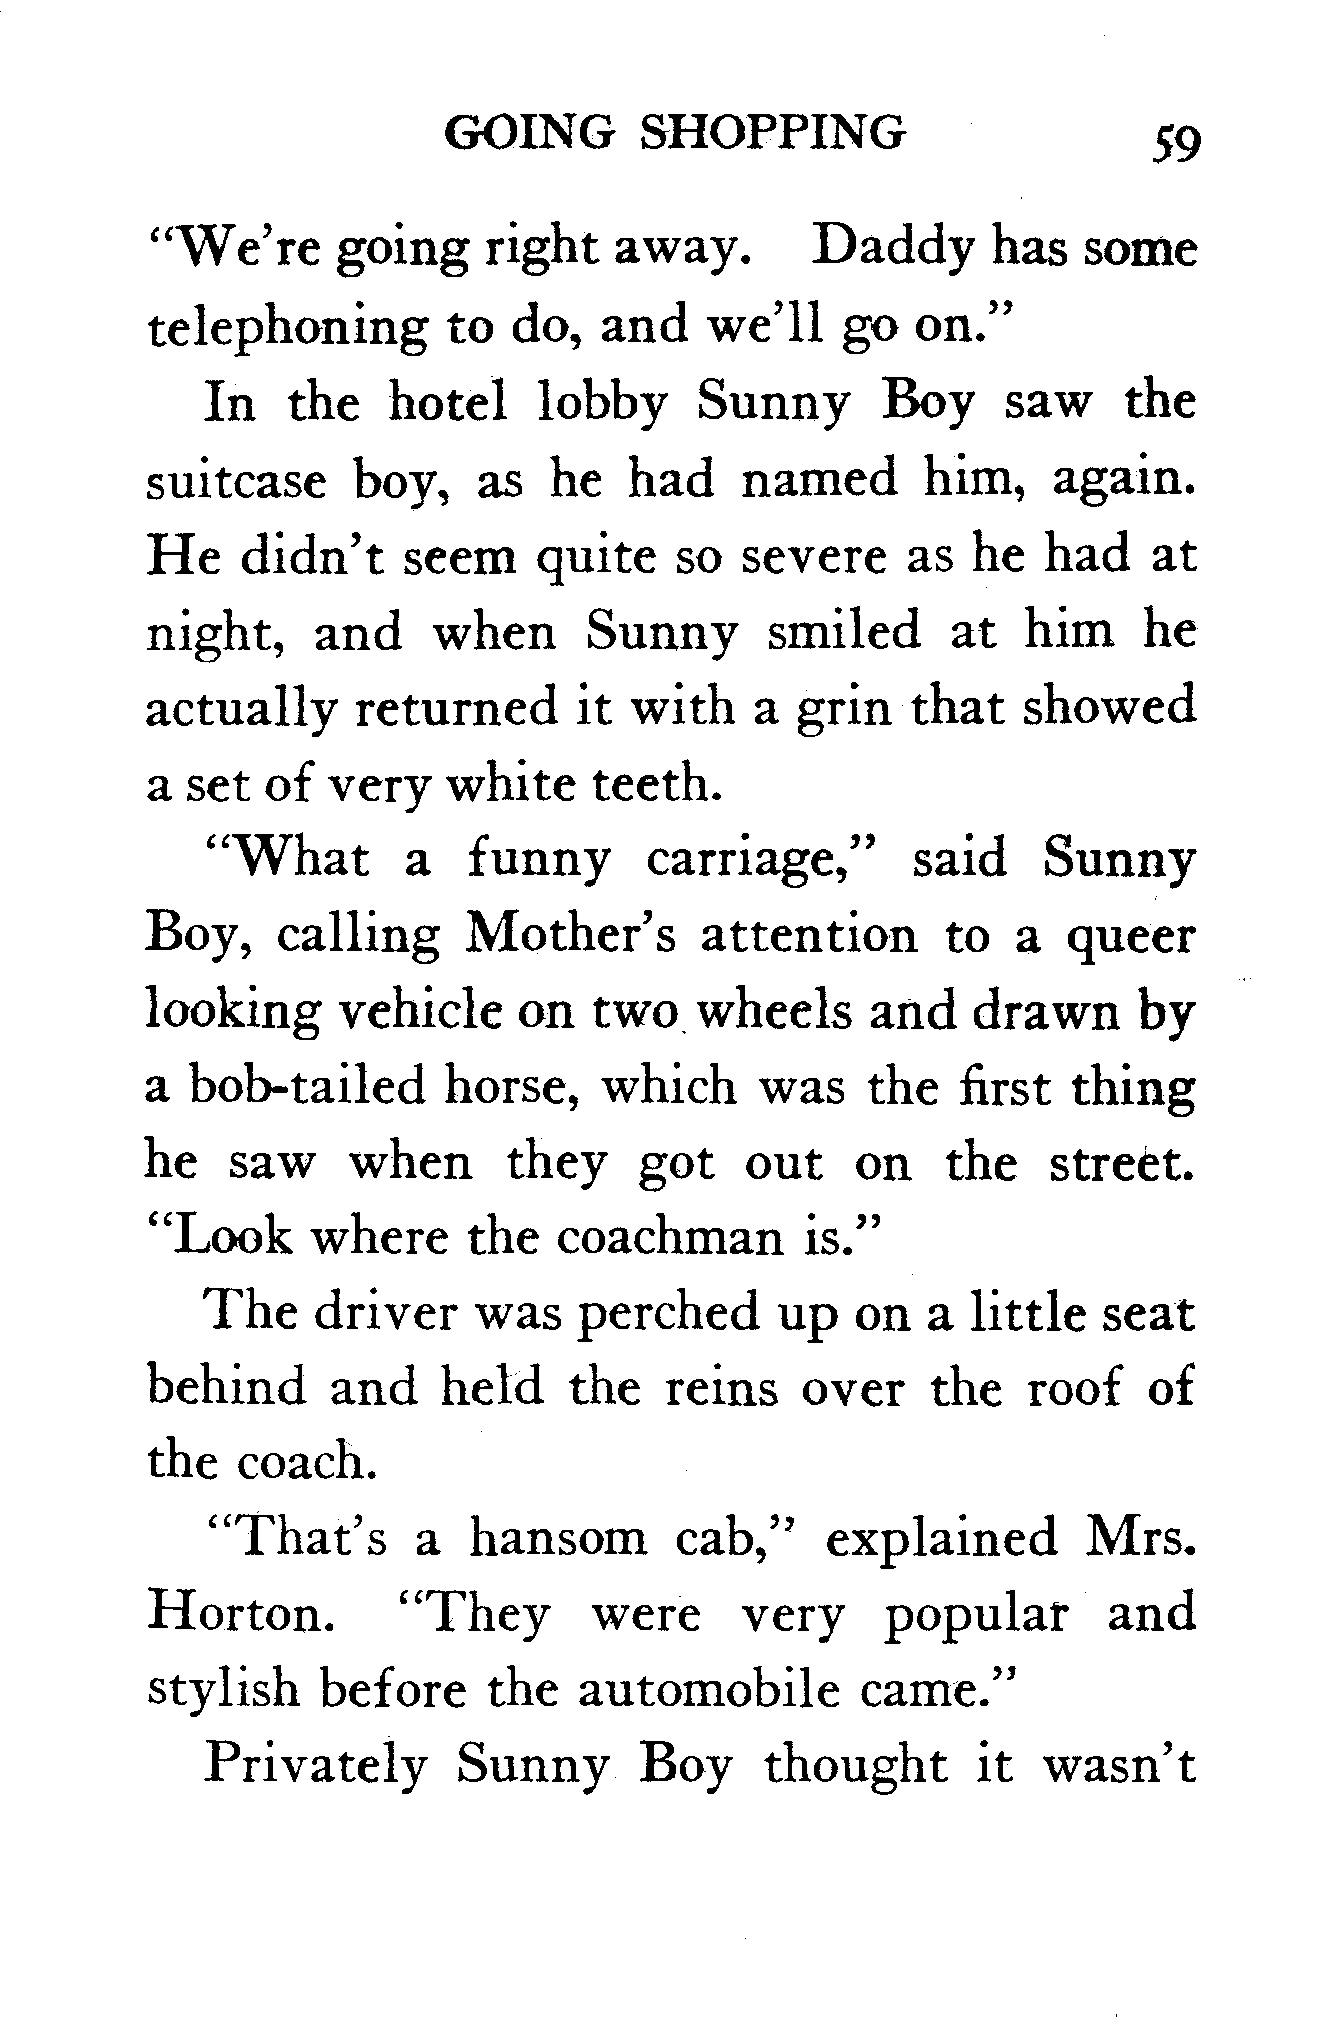 GOING SHOPPING 59
"We're going right away. Daddy has some
telephoning to do, and we'll go on."
In the hotel lobby Sunny Boy saw the
suitcase boy, as he had named him, again.
He didn't seem quite so severe as he had at
night, and when Sunny smiled at him he
actually returned it with a grin that showed
a set of very white teeth.
"What a funny carriage," said Sunny
Boy, calling Mother's attention to a queer
looking vehicle on two wheels and drawn by
a bob-tailed horse, which was the first thing
he saw when they got out on the street.
"Look where the coachman is."
The driver was perched up on a little seat
behind and held the reins over the roof of
the coach.
"That's a hansom cab," explained Mrs.
Horton. "They were very popular and
stylish before the automobile came."
Privately Sunny Boy thought it wasn't